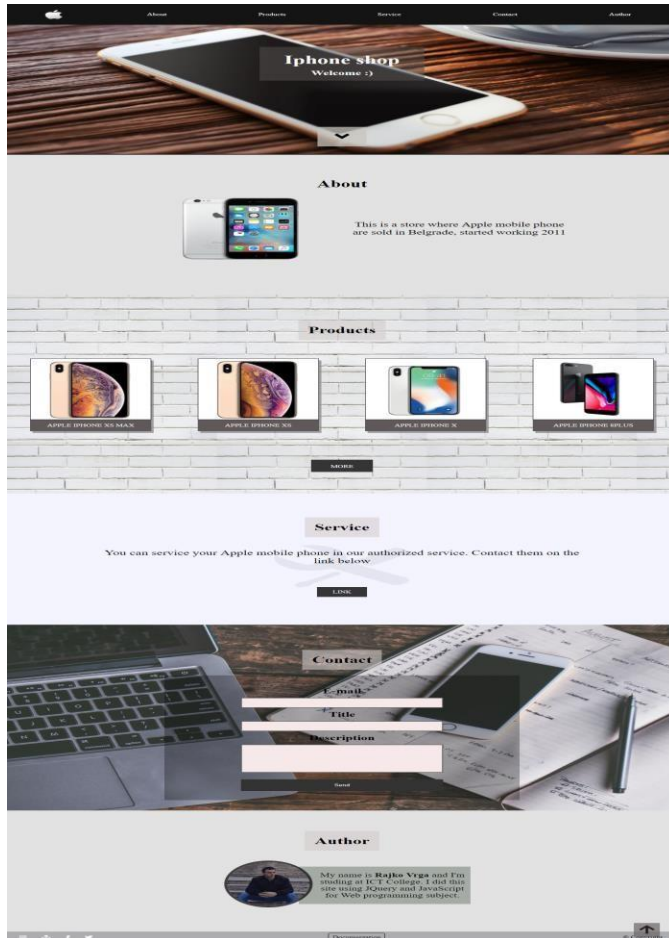 About Products Service Contact Author
Iphone shop
Welcome :)
About
This is a store where Apple mobile phone
are sold in Belgrade, started working 2011
Products
APPLE IPHONE XS MAX
APPLE IPHONE XS
APPLE IPHONE X
APPLE IPHONE 8PLUS
MORE
Service
You can service your Apple mobile phone in our authorized service. Contact them on the
link below
LINK
Contact
E-mail
Title
Description
Send
Author
My name is Rajko Vrga and I'm
studing at ICT College. I did this
site using JQuery and JavaScript
for Web programming subject.
Documentation